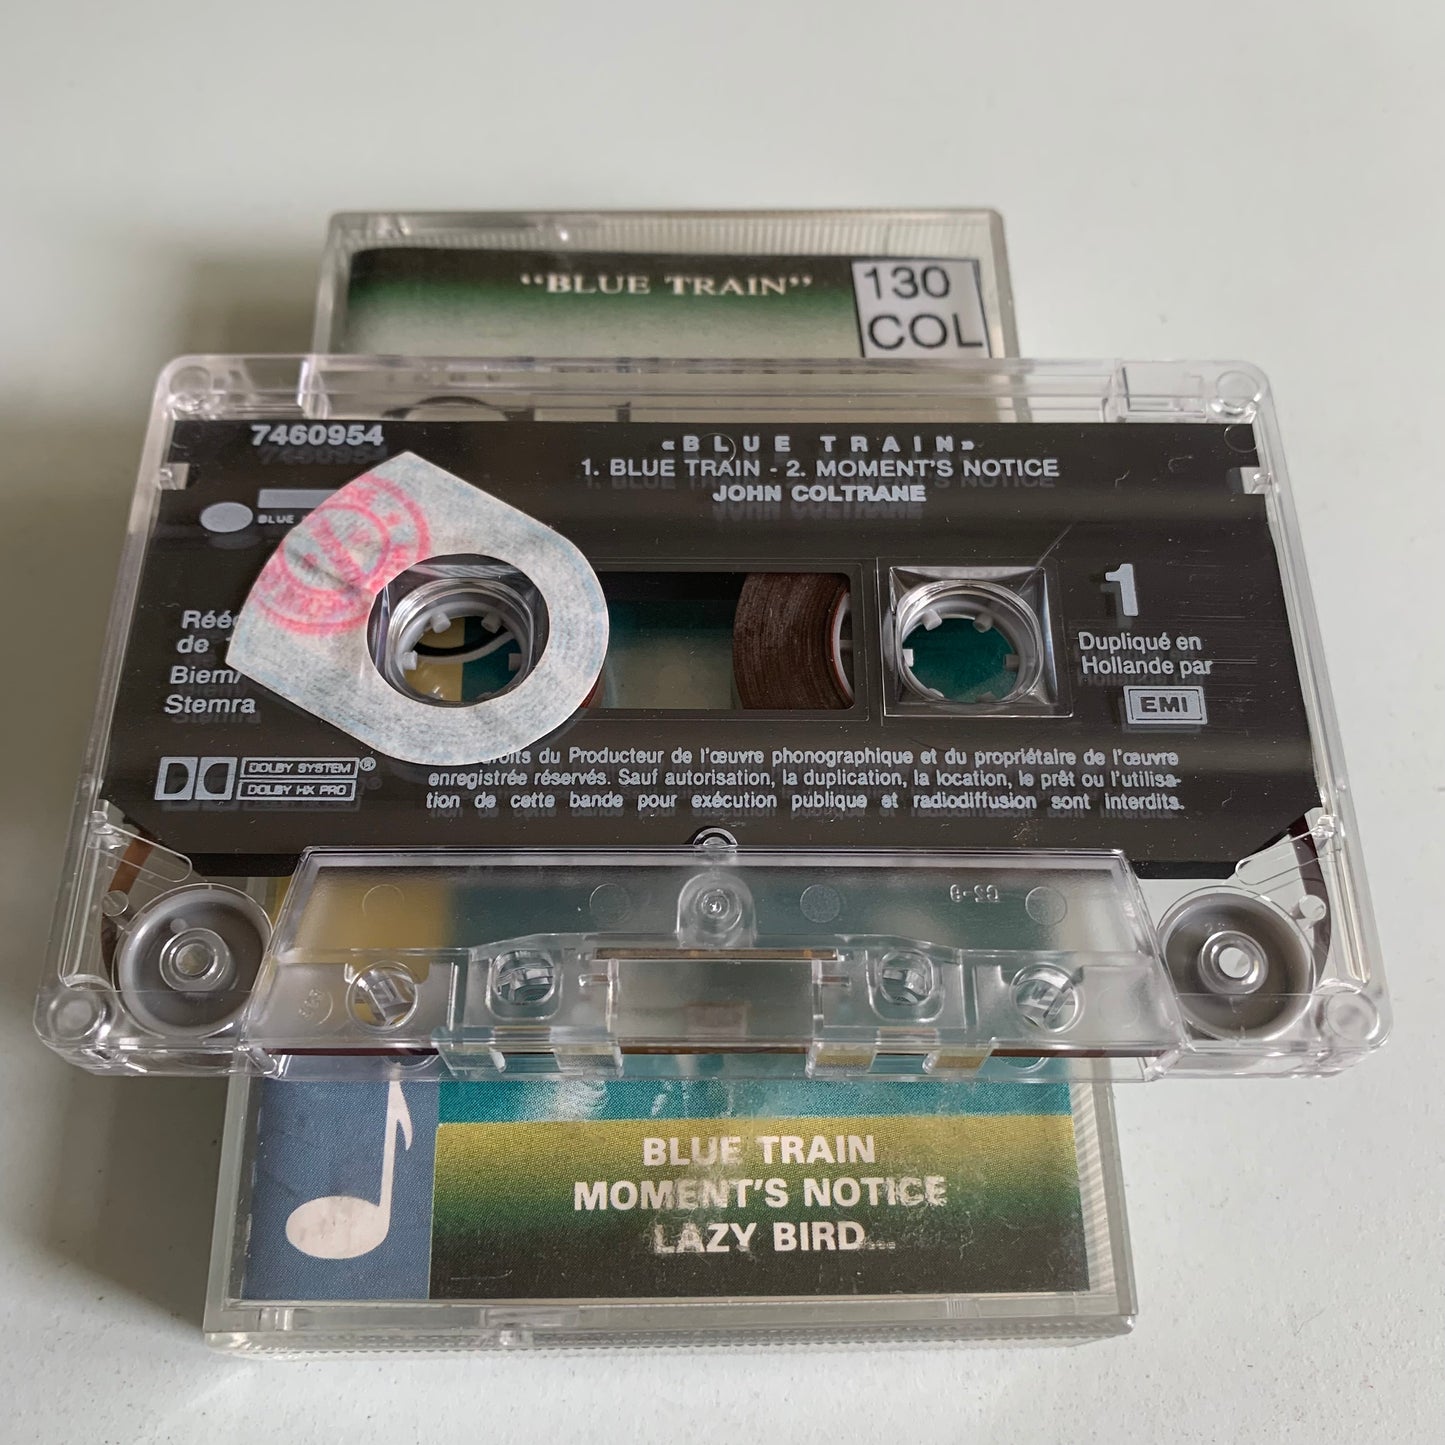 “BLUE TRAIN”
130
COL
7460954
«BLUE TRAIN»
1. BLUE TRAIN - 2. MOMENT'S NOTICE
JOHN COLTRANE
BLUE
1
de
Stemra
Dupliqué en
Hollande par
EMI
DOLBY SYSTEM®
DOLBY HX PRO
du Producteur de l'œuvre phonographique et du propriétaire de l'œuvre
enregistrée réservés. Sauf autorisation, la duplication, la location, le prêt ou l'utilisa-
tion de cette bande pour exécution publique et radiodiffusion sont interdits.
BLUE TRAIN
MOMENT'S NOTICE
LAZY BIRD...